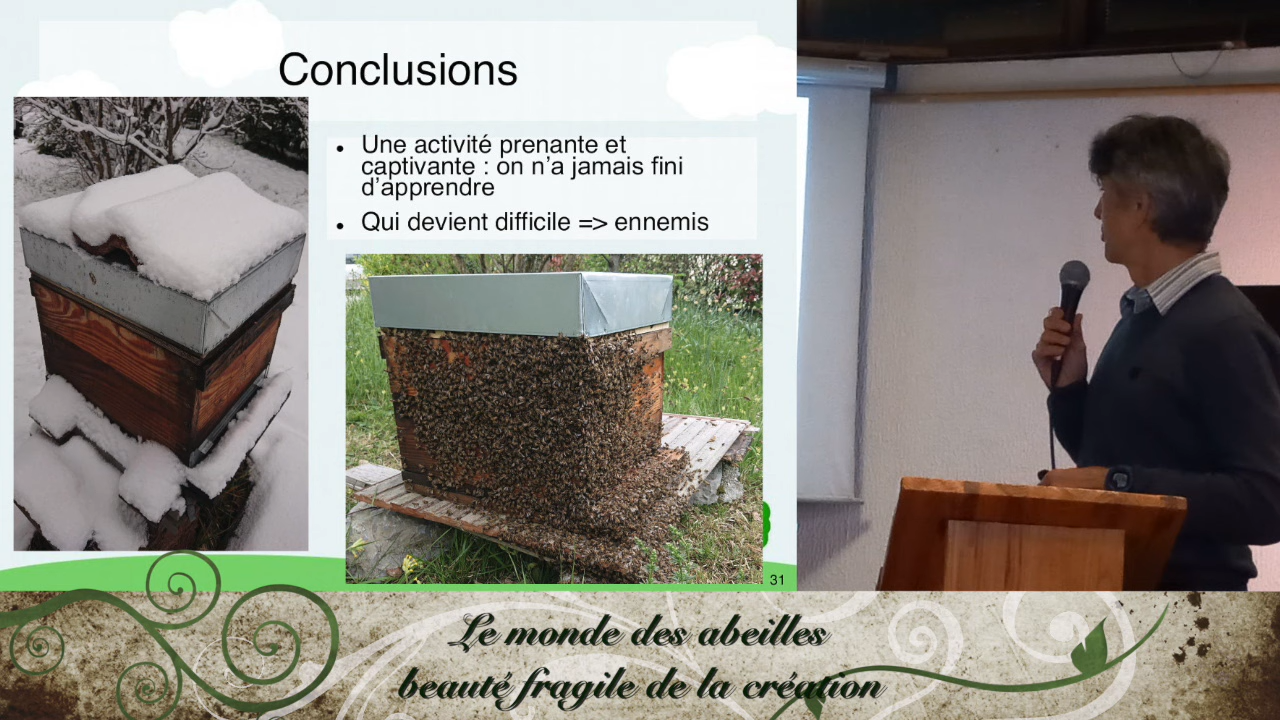 Conclusions
Une activité prenante et
captivante : on n'a jamais fini
d'apprendre
Qui devient difficile => ennemis
31
Le monde des abeilles
beauté fragile de la création